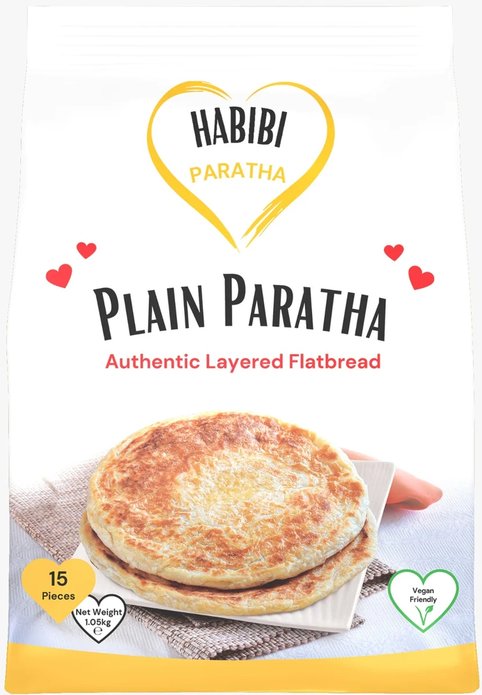 HABIBI
PARATHA
PLAIN PARATHA
Authentic Layered Flatbread
15
Pieces
Net Weight
1.05kg
℮
Vegan
Friendly